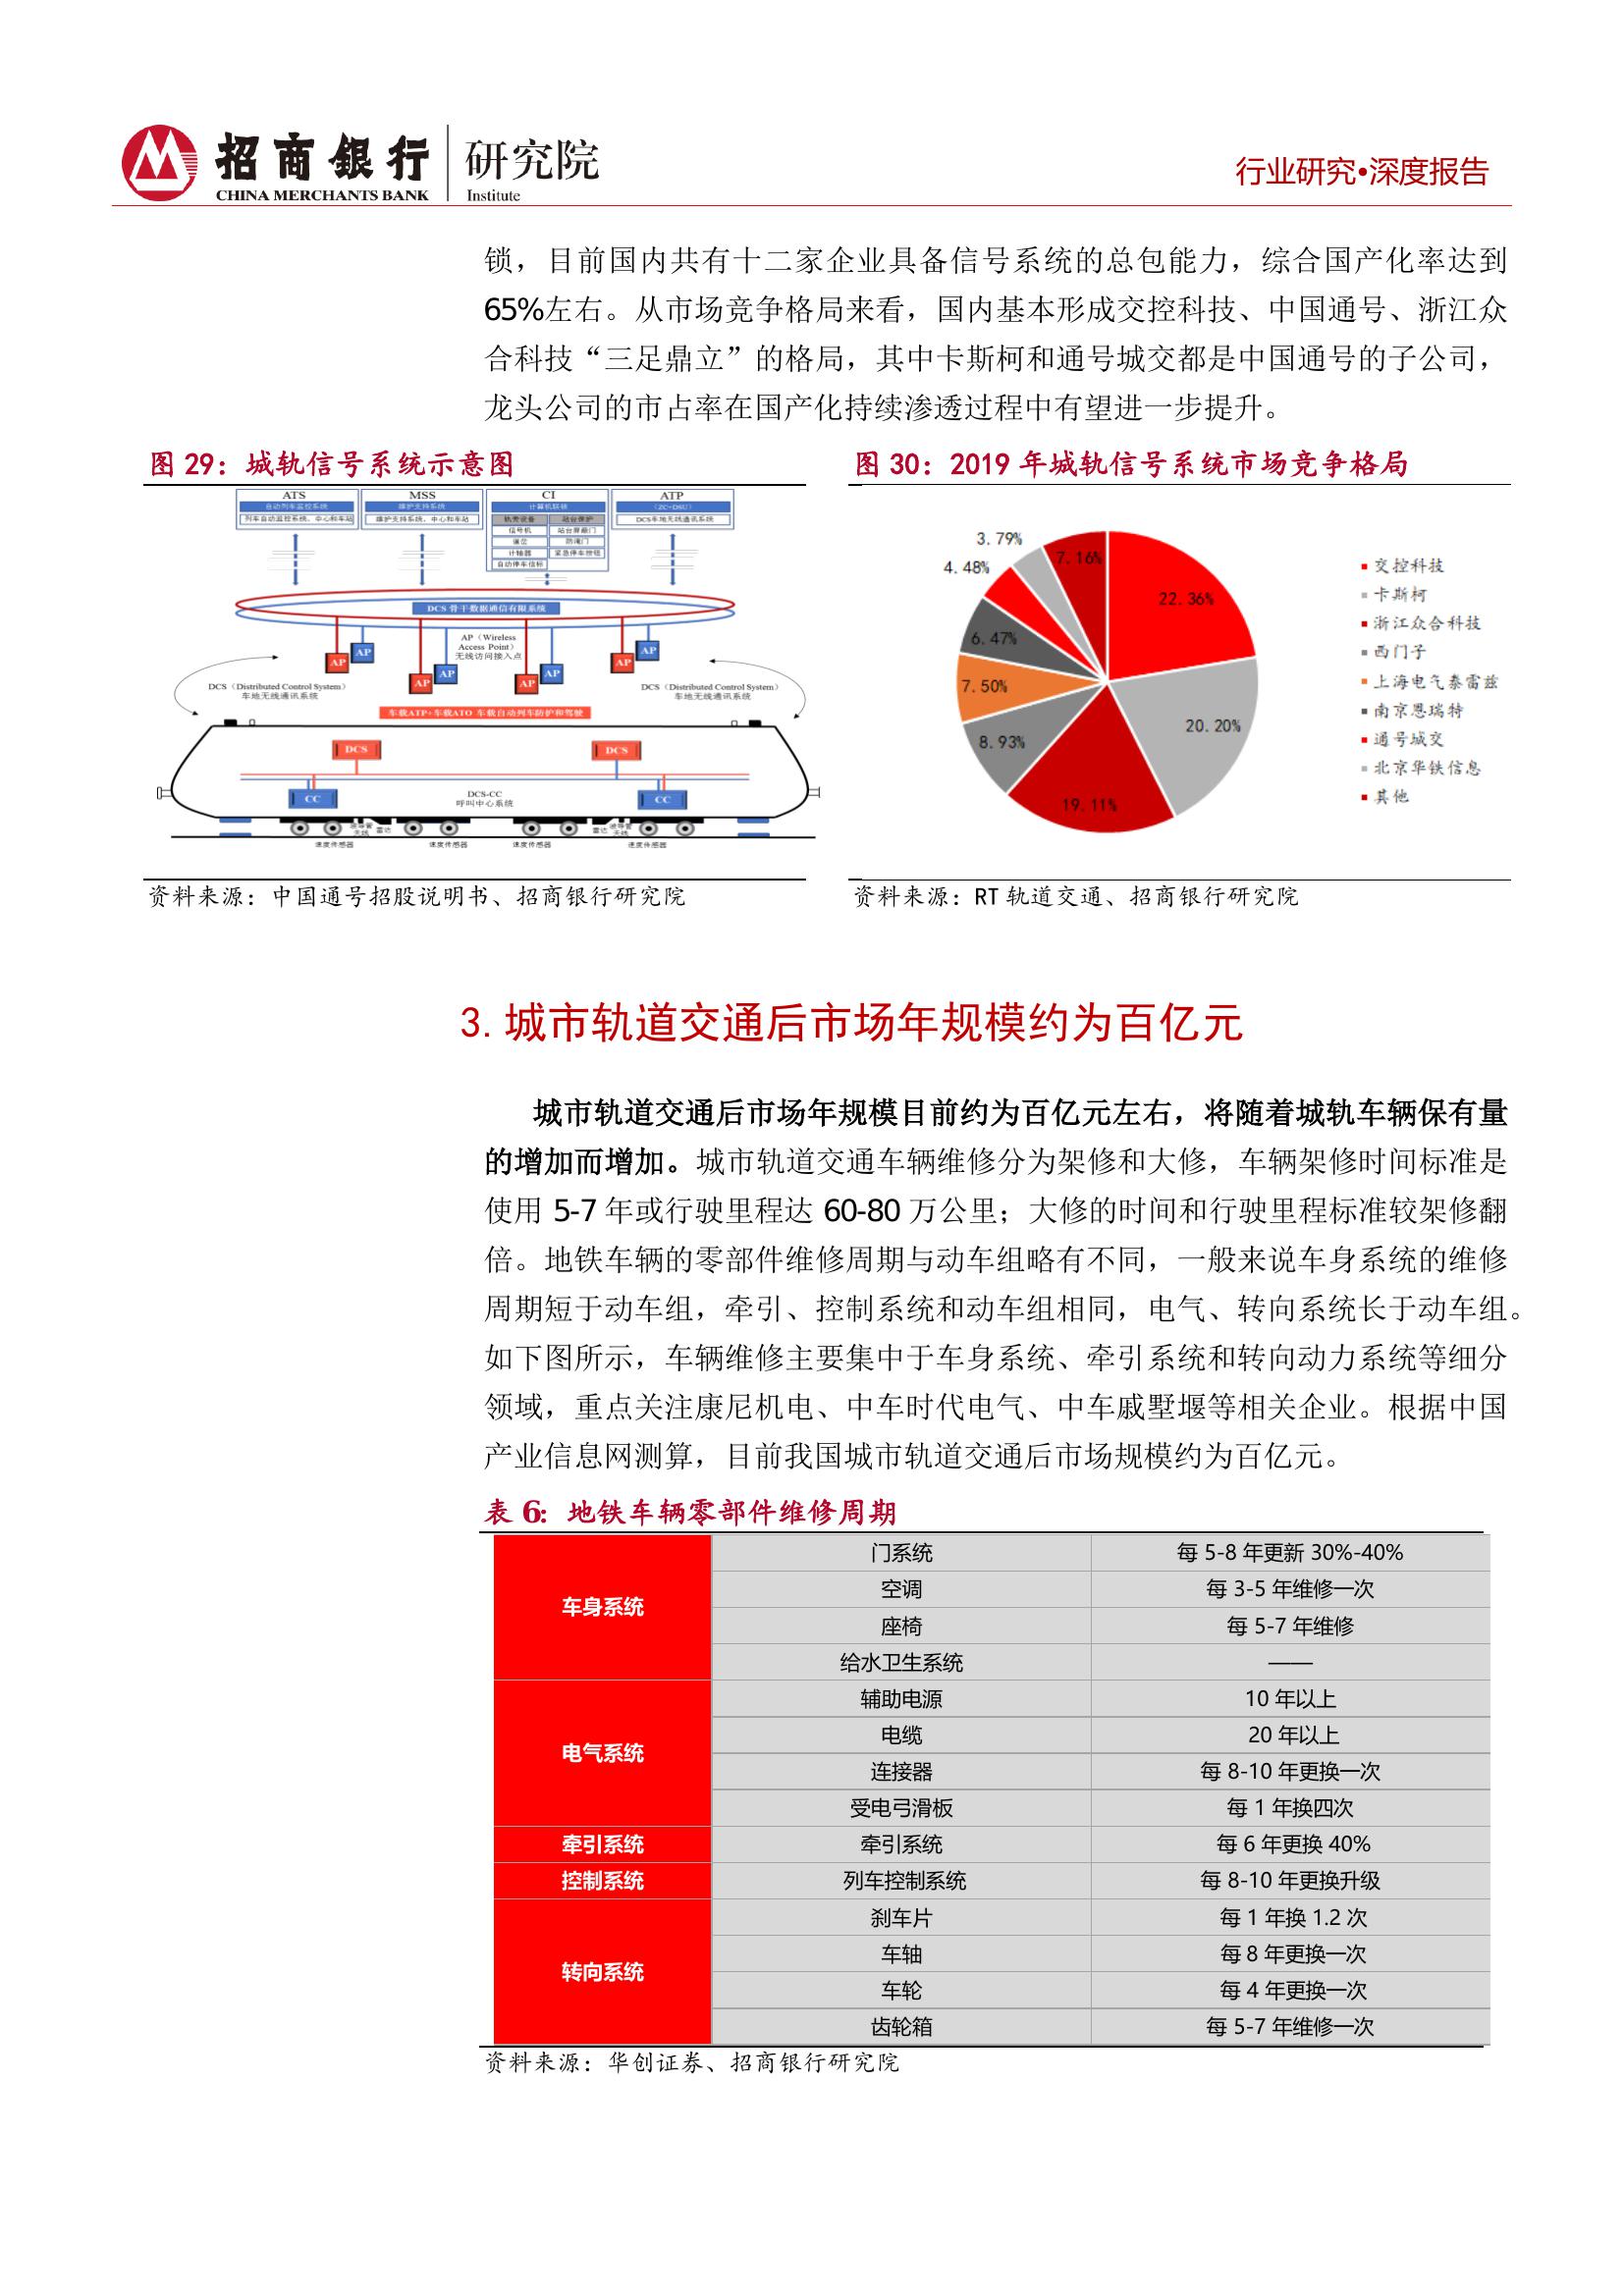 招商银行
CHINA MERCHANTS BANK
研究院
Institute
行业研究•深度报告
锁，目前国内共有十二家企业具备信号系统的总包能力，综合国产化率达到
65%左右。从市场竞争格局来看，国内基本形成交控科技、中国通号、浙江众
合科技“三足鼎立”的格局，其中卡斯柯和通号城交都是中国通号的子公司，
龙头公司的市占率在国产化持续渗透过程中有望进一步提升。
图 29：城轨信号系统示意图
ATS
MSS
CI
ATP
自动列车监控系统
维护支持系统
计算机联锁
（ZC+DSU）
列车自动监控系统、中心和车站
维护支持系统、中心和车站
轨旁设备
站台保护
DCS车地无线通讯系统
信号机
站台屏蔽门
道岔
防淹门
计轴器
紧急停车按钮
自动停车信标
DCS 骨干数据通信有限系统
AP（Wireless
Access Point）
无线访问接入点
AP
AP
AP
AP
AP
AP
AP
AP
DCS（Distributed Control System）
车地无线通讯系统
DCS（Distributed Control System）
车地无线通讯系统
车载ATP+车载ATO 车载自动列车防护和驾驶
DCS
DCS
CC
DCS-CC
呼叫中心系统
CC
波导管
天线
雷达
雷达
波导管
天线
速度传感器
速度传感器
速度传感器
速度传感器
资料来源：中国通号招股说明书、招商银行研究院
图 30：2019 年城轨信号系统市场竞争格局
3.79%
7.16%
4.48%
22.36%
6.47%
7.50%
20.20%
8.93%
19.11%
交控科技
卡斯柯
浙江众合科技
西门子
上海电气泰雷兹
南京恩瑞特
通号城交
北京华铁信息
其他
资料来源：RT 轨道交通、招商银行研究院
3. 城市轨道交通后市场年规模约为百亿元
城市轨道交通后市场年规模目前约为百亿元左右，将随着城轨车辆保有量
的增加而增加。城市轨道交通车辆维修分为架修和大修，车辆架修时间标准是
使用 5-7 年或行驶里程达 60-80 万公里；大修的时间和行驶里程标准较架修翻
倍。地铁车辆的零部件维修周期与动车组略有不同，一般来说车身系统的维修
周期短于动车组，牵引、控制系统和动车组相同，电气、转向系统长于动车组。
如下图所示，车辆维修主要集中于车身系统、牵引系统和转向动力系统等细分
领域，重点关注康尼机电、中车时代电气、中车戚墅堰等相关企业。根据中国
产业信息网测算，目前我国城市轨道交通后市场规模约为百亿元。
表 6: 地铁车辆零部件维修周期
车身系统
门系统 每 5-8 年更新 30%-40%
空调 每 3-5 年维修一次
座椅 每 5-7 年维修
给水卫生系统 ——
电气系统
辅助电源 10 年以上
电缆 20 年以上
连接器 每 8-10 年更换一次
受电弓滑板 每 1 年换四次
牵引系统 牵引系统 每 6 年更换 40%
控制系统 列车控制系统 每 8-10 年更换升级
转向系统
刹车片 每 1 年换 1.2 次
车轴 每 8 年更换一次
车轮 每 4 年更换一次
齿轮箱 每 5-7 年维修一次
资料来源：华创证券、招商银行研究院